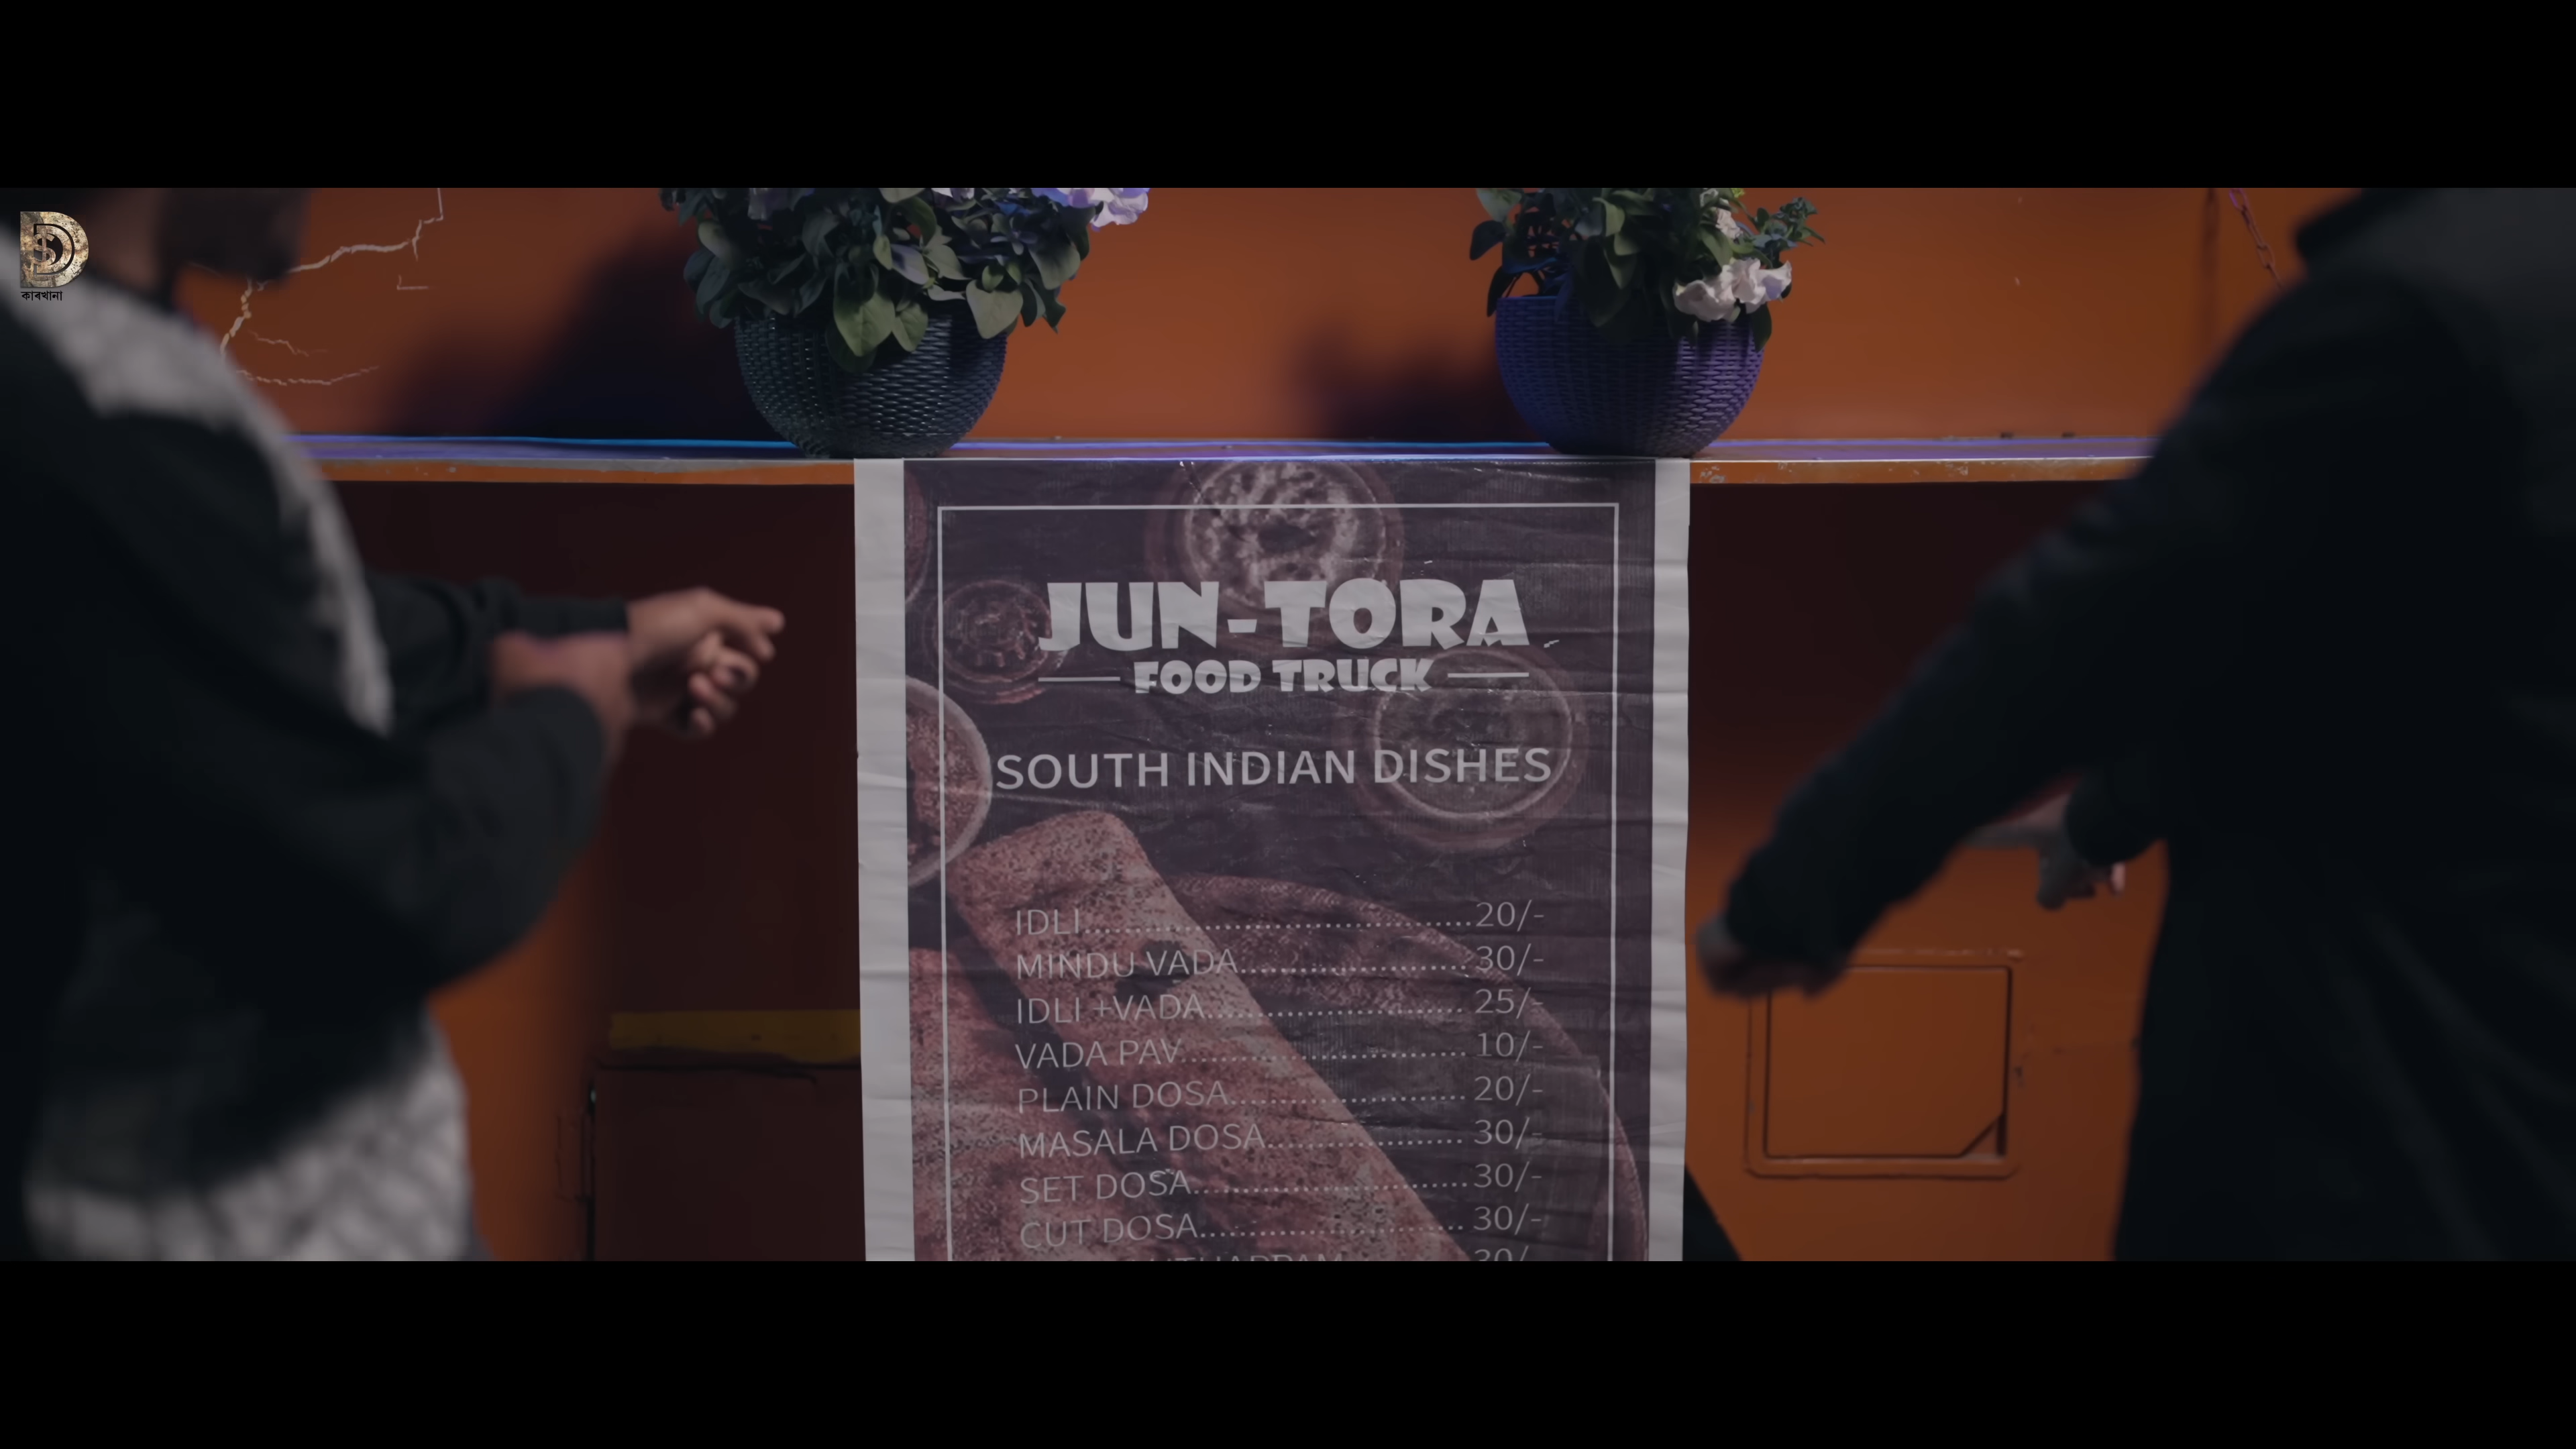 কাৰখানা
JUN-TORA
FOOD TRUCK
SOUTH INDIAN DISHES
IDLI........................................20/-
MINDU VADA........................30/-
IDLI +VADA........................... 25/-
VADA PAV.............................. 10/-
PLAIN DOSA......................... 20/-
MASALA DOSA.................... 30/-
SET DOSA.............................30/-
CUT DOSA............................ 30/-
30/-